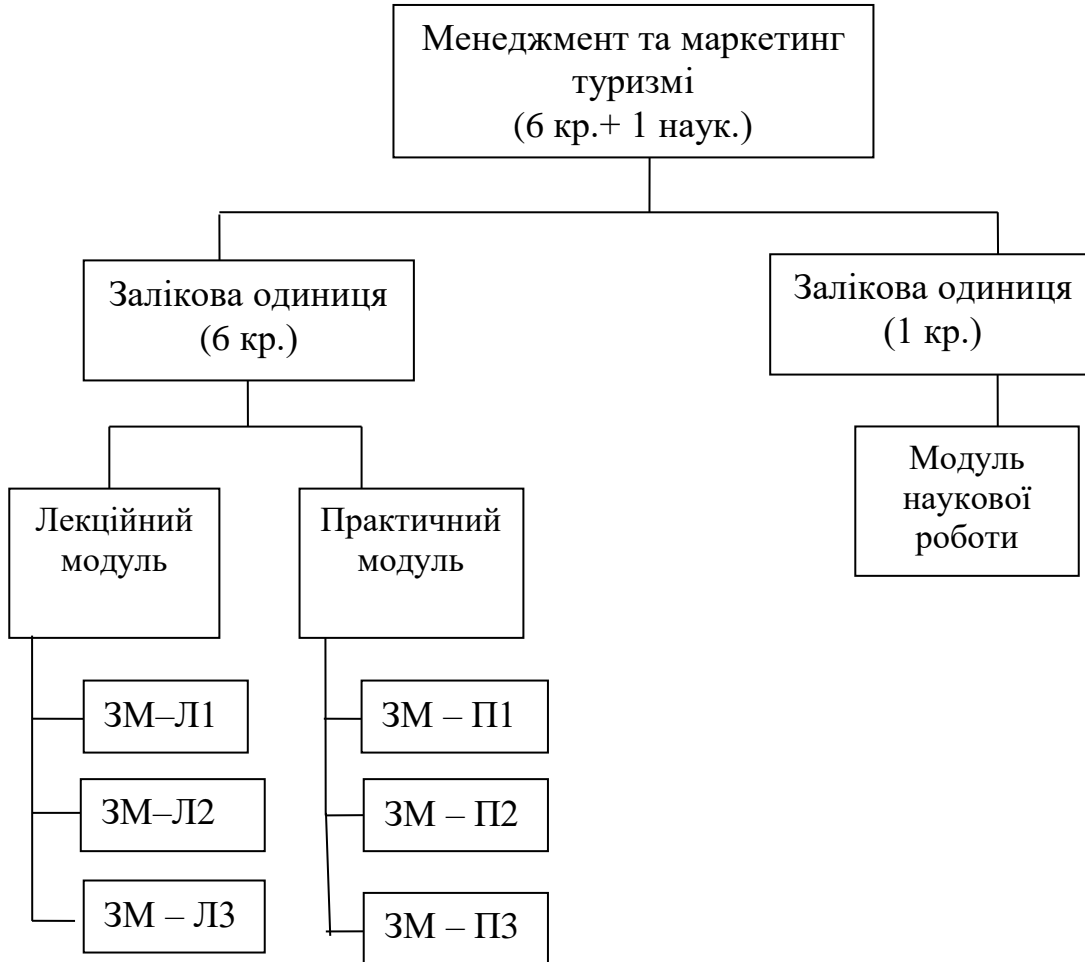 Менеджмент та маркетинг
туризмі
(6 кр.+ 1 наук.)
Залікова одиниця
(6 кр.)
Залікова одиниця
(1 кр.)
Лекційний
модуль
Практичний
модуль
Модуль
наукової
роботи
ЗМ–Л1
ЗМ – П1
ЗМ–Л2
ЗМ – П2
ЗМ – Л3
ЗМ – П3